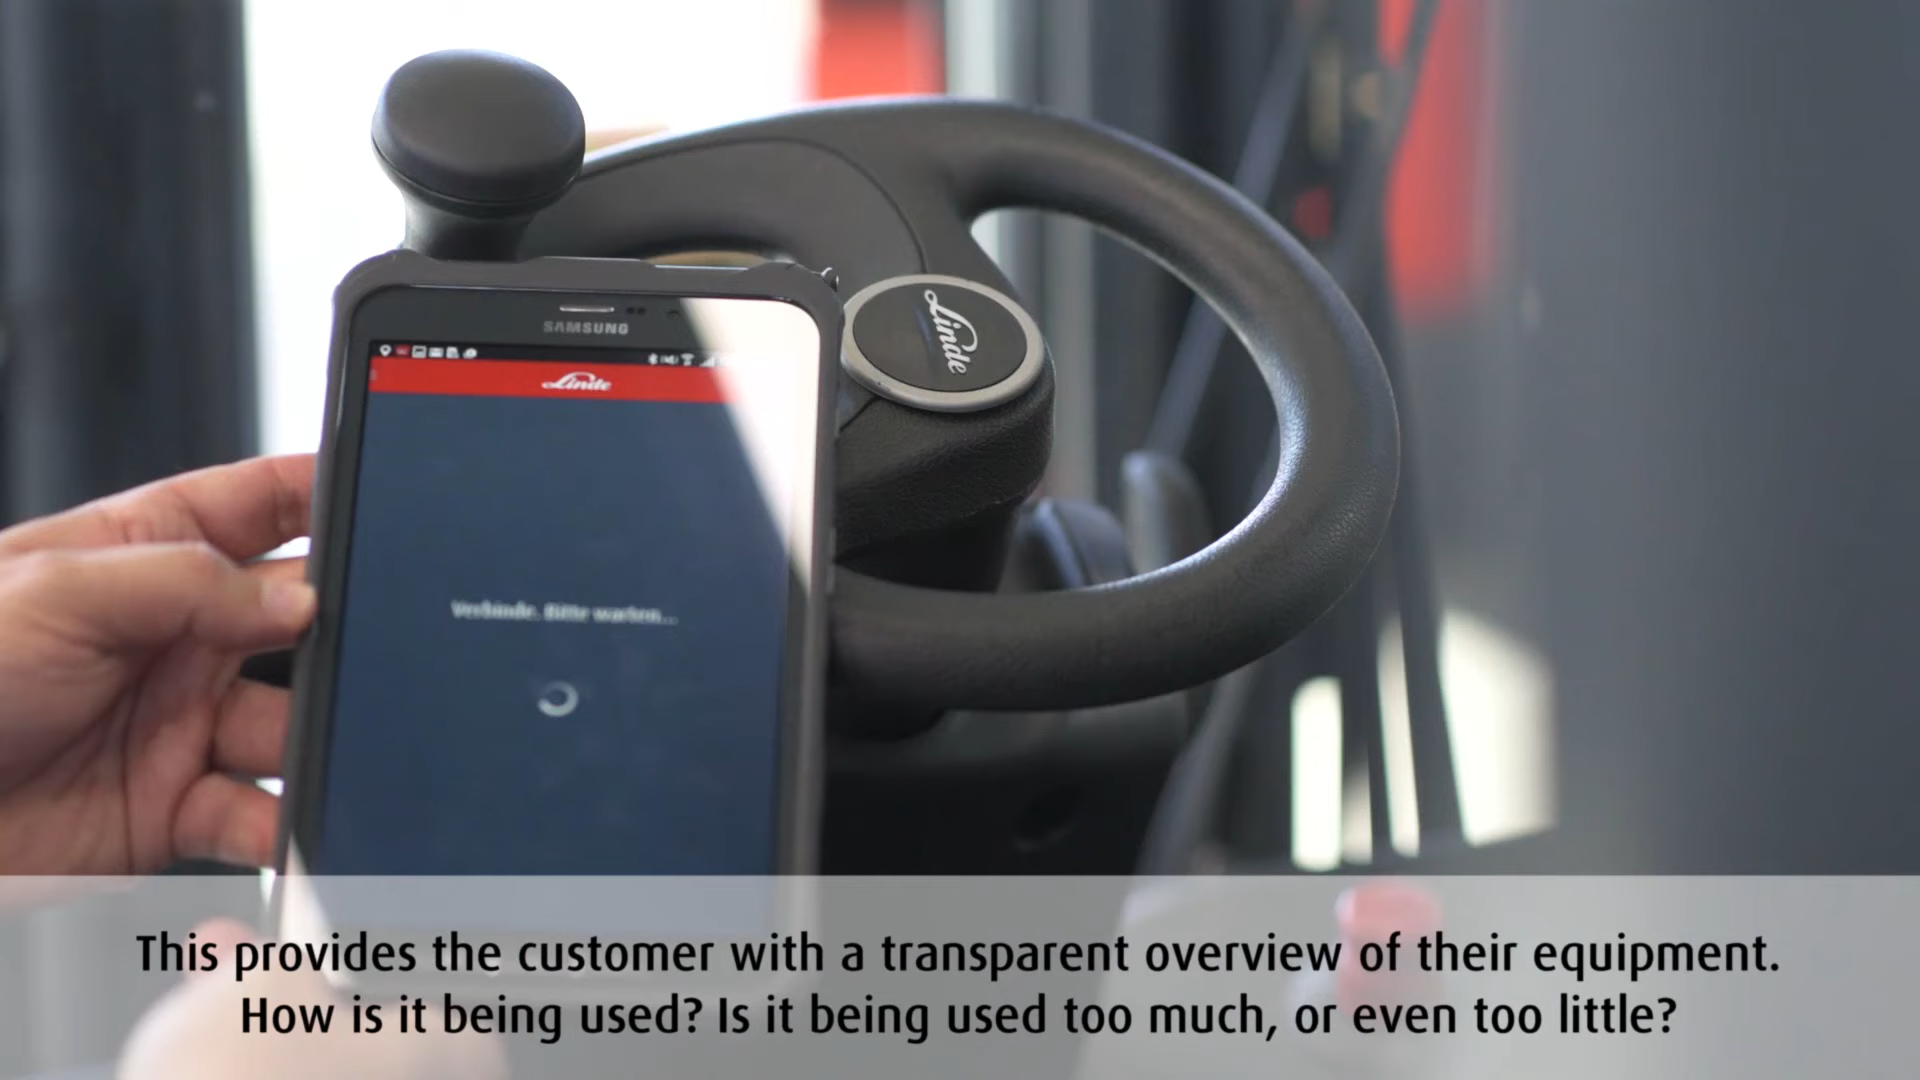 SAMSUNG
Linde
Linde
Verbinde. Bitte warten...
This provides the customer with a transparent overview of their equipment.
How is it being used? Is it being used too much, or even too little?